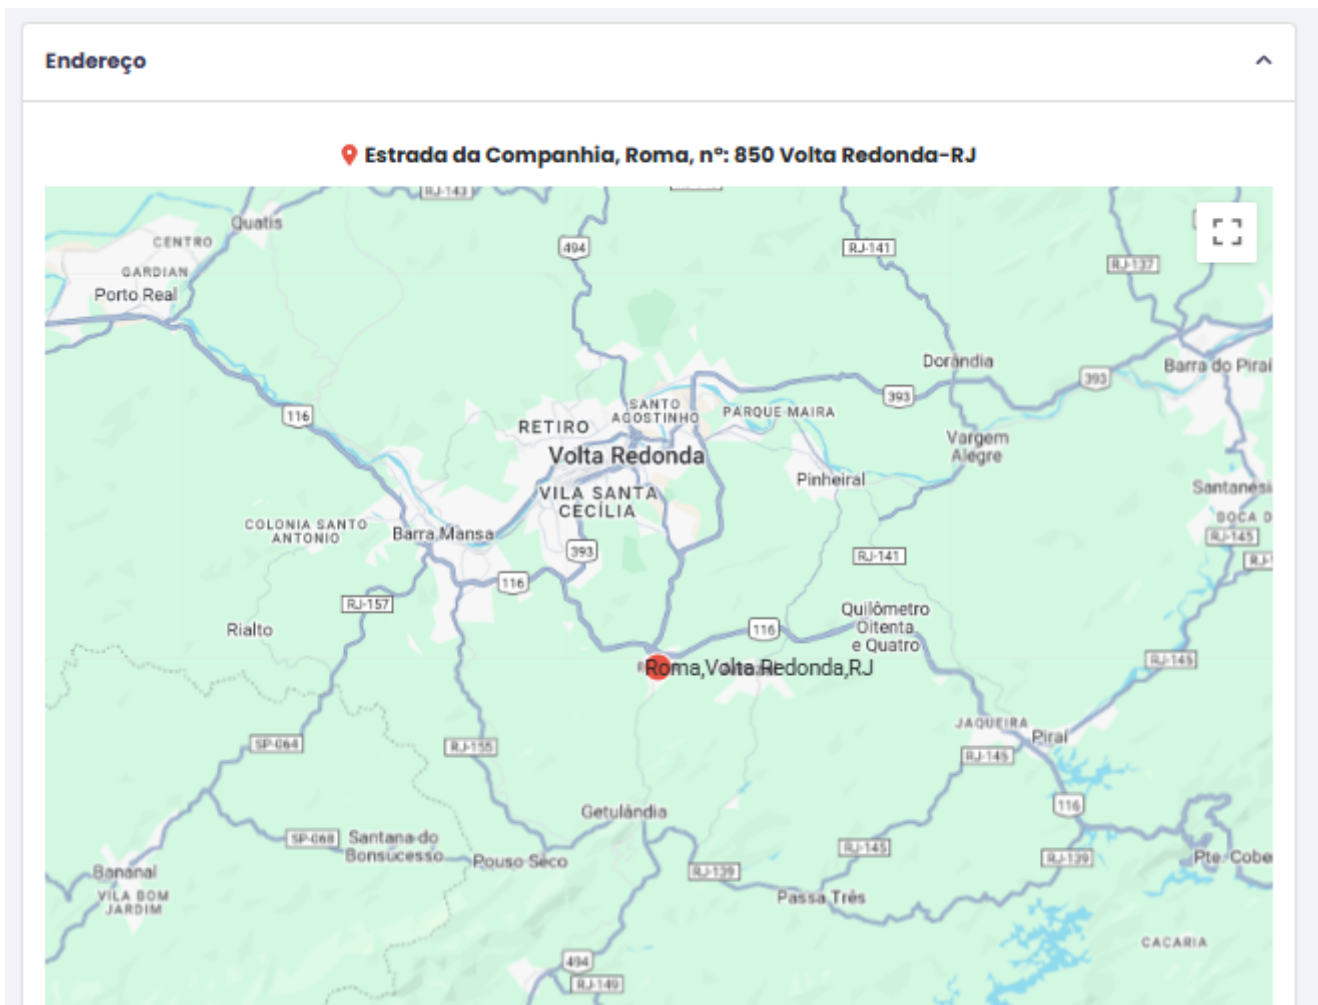 Endereço
Estrada da Companhia, Roma, nº: 850 Volta Redonda-RJ
RJ-143
Quatis
CENTRO
494
RJ-141
RJ-137
GARDIAN
Porto Real
Dorândia
Barra do Piraí
393
393
116
SANTO
AGOSTINHO
PARQUE MAIRA
RETIRO
Volta Redonda
Vargem
Alegre
Pinheiral
VILA SANTA
CECÍLIA
Santanési
BOCA D
COLONIA SANTO
ANTONIO
Barra Mansa
RJ-145
393
RJ-141
116
RJ-157
Quilômetro
Oitenta
e Quatro
Rialto
116
RJ-145
Roma,Volta Redonda,RJ
JAQUEIRA
Piraí
SP-064
RJ-155
RJ-145
116
Getulândia
SP-068
Santana do
Bonsucesso
RJ-145
RJ-139
Pte. Cobe
Pouso Seco
Bananal
RJ-139
VILA BOM
JARDIM
Passa Três
CACARIA
494
RJ-149